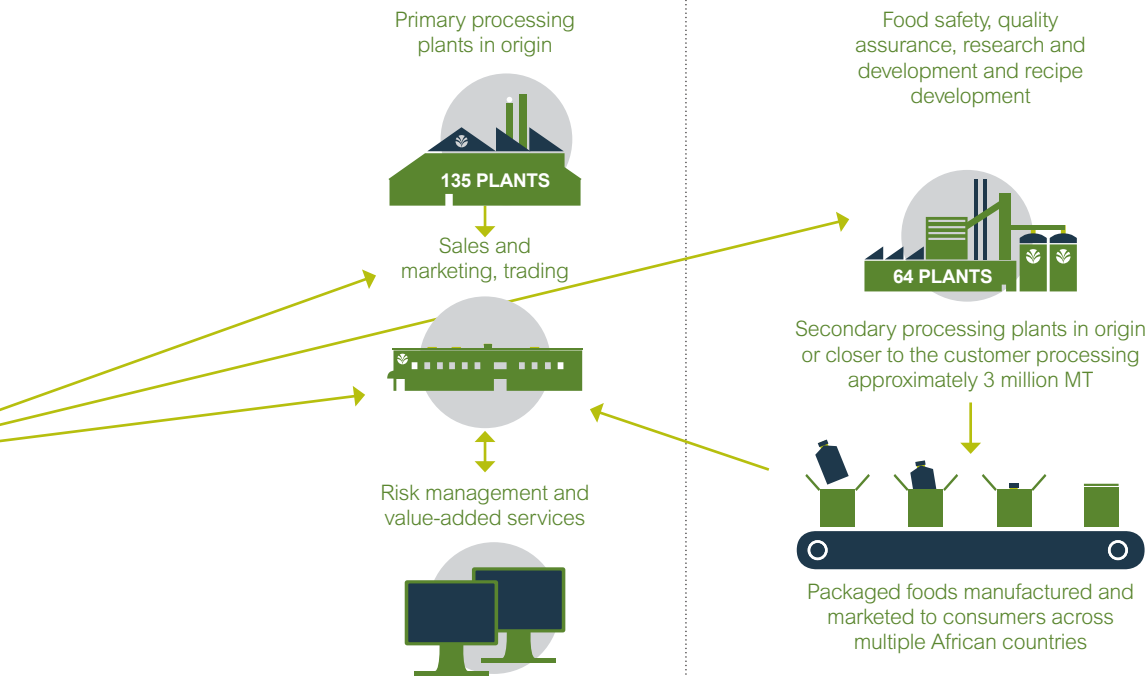 Primary processing
plants in origin
135 PLANTS
Sales and
marketing, trading
Risk management and
value-added services
Food safety, quality
assurance, research and
development and recipe
development
64 PLANTS
Secondary processing plants in origin
or closer to the customer processing
approximately 3 million MT
Packaged foods manufactured and
marketed to consumers across
multiple African countries